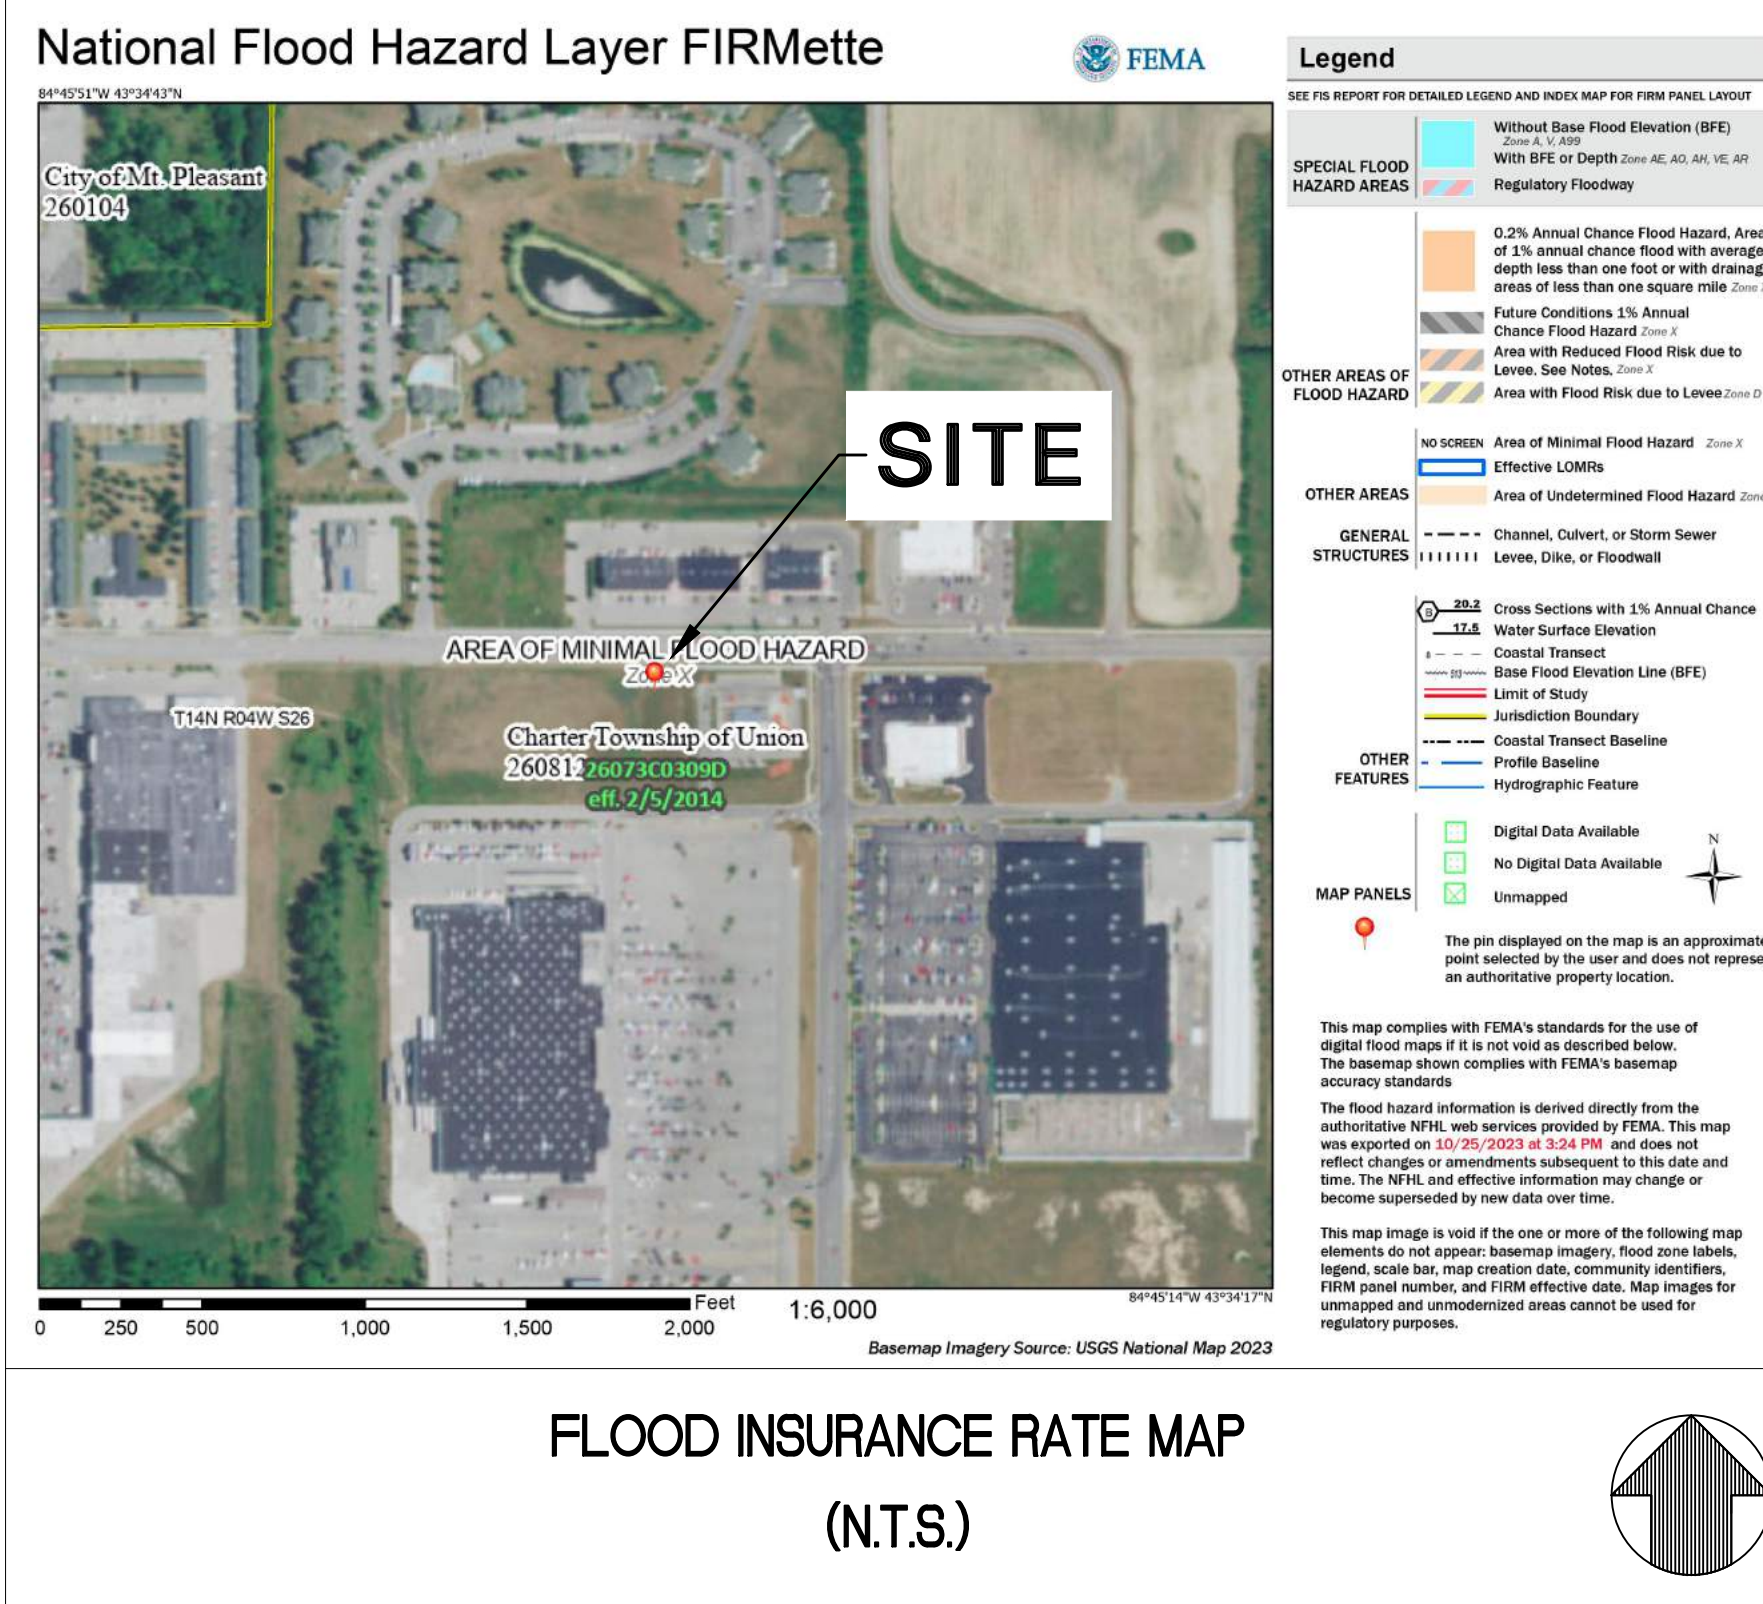 National Flood Hazard Layer FIRMette
FEMA
84°45'51"W 43°34'43"N
City of Mt. Pleasant
260104
SITE
AREA OF MINIMAL FLOOD HAZARD
Zone X
T14N R04W S26
Charter Township of Union
260812
26073C0309D
eff. 2/5/2014
0
250
500
1,000
1,500
2,000
Feet
1:6,000
84°45'14"W 43°34'17"N
Basemap Imagery Source: USGS National Map 2023
Legend
SEE FIS REPORT FOR DETAILED LEGEND AND INDEX MAP FOR FIRM PANEL LAYOUT
SPECIAL FLOOD
HAZARD AREAS
Without Base Flood Elevation (BFE)
Zone A, V, A99
With BFE or Depth Zone AE, AO, AH, VE, AR
Regulatory Floodway
OTHER AREAS OF
FLOOD HAZARD
0.2% Annual Chance Flood Hazard, Area
of 1% annual chance flood with average
depth less than one foot or with drainag
areas of less than one square mile Zone
Future Conditions 1% Annual
Chance Flood Hazard Zone X
Area with Reduced Flood Risk due to
Levee. See Notes. Zone X
Area with Flood Risk due to Levee Zone D
OTHER AREAS
NO SCREEN Area of Minimal Flood Hazard Zone X
Effective LOMRs
Area of Undetermined Flood Hazard Zone
GENERAL
STRUCTURES
Channel, Culvert, or Storm Sewer
Levee, Dike, or Floodwall
OTHER
FEATURES
B 20.2 Cross Sections with 1% Annual Chance
17.5 Water Surface Elevation
8 Coastal Transect
513 Base Flood Elevation Line (BFE)
Limit of Study
Jurisdiction Boundary
Coastal Transect Baseline
Profile Baseline
Hydrographic Feature
MAP PANELS
Digital Data Available
No Digital Data Available
Unmapped
N
The pin displayed on the map is an approximate
point selected by the user and does not represe
an authoritative property location.
This map complies with FEMA's standards for the use of
digital flood maps if it is not void as described below.
The basemap shown complies with FEMA's basemap
accuracy standards
The flood hazard information is derived directly from the
authoritative NFHL web services provided by FEMA. This map
was exported on 10/25/2023 at 3:24 PM and does not
reflect changes or amendments subsequent to this date and
time. The NFHL and effective information may change or
become superseded by new data over time.
This map image is void if the one or more of the following map
elements do not appear: basemap imagery, flood zone labels,
legend, scale bar, map creation date, community identifiers,
FIRM panel number, and FIRM effective date. Map images for
unmapped and unmodernized areas cannot be used for
regulatory purposes.
FLOOD INSURANCE RATE MAP
(N.T.S.)